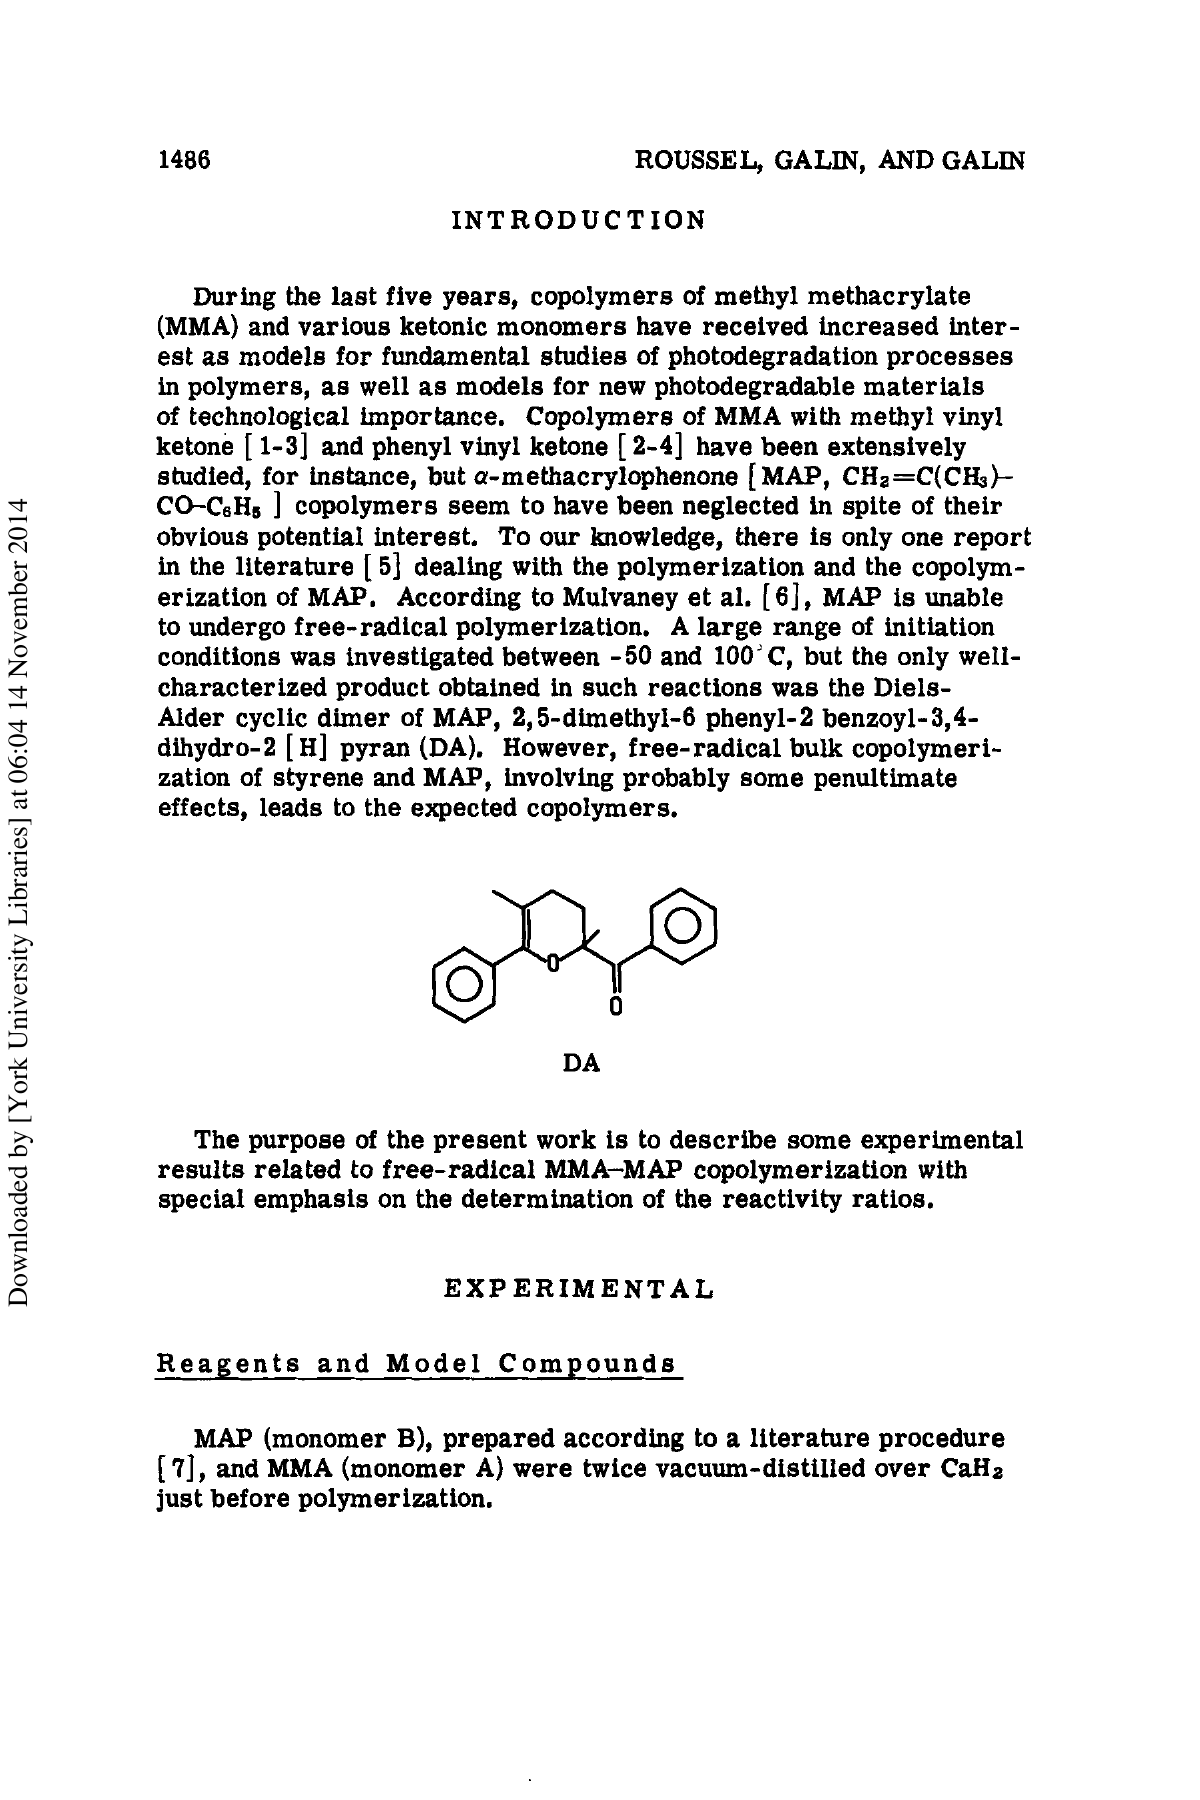 1486 ROUSSEL, GALIN, AND GALIN
INTRODUCTION
During the last five years, copolymers of methyl methacrylate
(MMA) and various ketonic monomers have received increased inter-
est as models for fundamental studies of photodegradation processes
in polymers, as well as models for new photodegradable materials
of technological importance. Copolymers of MMA with methyl vinyl
ketone [1-3] and phenyl vinyl ketone [2-4] have been extensively
studied, for instance, but α-methacrylophenone [MAP, CH₂=C(CH₃)-
CO-C₆H₅ ] copolymers seem to have been neglected in spite of their
obvious potential interest. To our knowledge, there is only one report
in the literature [5] dealing with the polymerization and the copolym-
erization of MAP. According to Mulvaney et al. [6], MAP is unable
to undergo free-radical polymerization. A large range of initiation
conditions was investigated between -50 and 100°C, but the only well-
characterized product obtained in such reactions was the Diels-
Alder cyclic dimer of MAP, 2,5-dimethyl-6 phenyl-2 benzoyl-3,4-
dihydro-2 [H] pyran (DA). However, free-radical bulk copolymeri-
zation of styrene and MAP, involving probably some penultimate
effects, leads to the expected copolymers.
O
O
DA
The purpose of the present work is to describe some experimental
results related to free-radical MMA-MAP copolymerization with
special emphasis on the determination of the reactivity ratios.
EXPERIMENTAL
Reagents and Model Compounds
MAP (monomer B), prepared according to a literature procedure
[7], and MMA (monomer A) were twice vacuum-distilled over CaH₂
just before polymerization.
Downloaded by [York University Libraries] at 06:04 14 November 2014